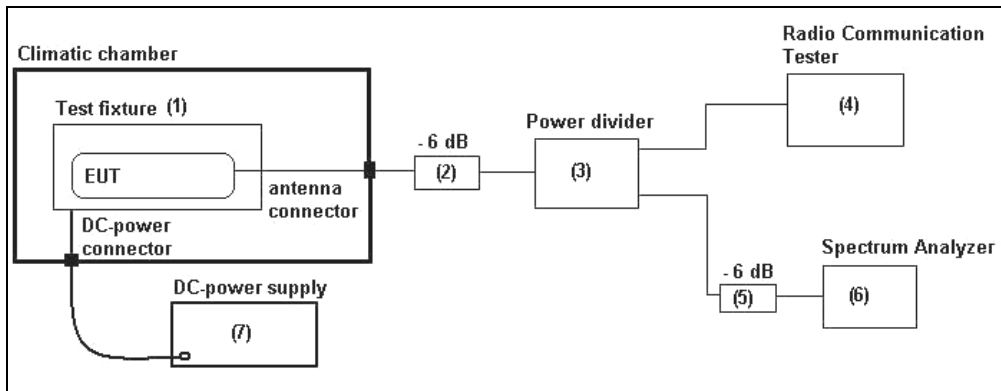 Radio Communication
Tester
(4)
Climatic chamber
Test fixture (1)
EUT
antenna
connector
DC-power
connector
- 6 dB
(2)
Power divider
(3)
- 6 dB
(5)
Spectrum Analyzer
(6)
DC-power supply
(7)